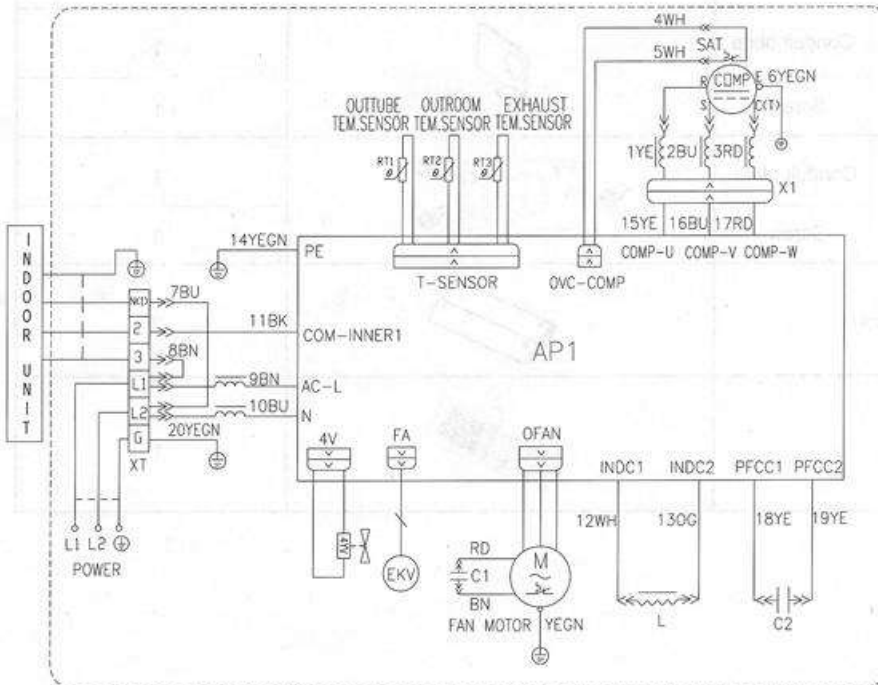 4WH
5WH
SAT
R COMP E 6YEGN
S C(T)
OUTTUBE TEM.SENSOR
OUTROOM TEM.SENSOR
EXHAUST TEM.SENSOR
RT1 θ
RT2 θ
RT3 θ
1YE 2BU 3RD
X1
15YE 16BU 17RD
COMP-U COMP-V COMP-W
14YEGN
PE
T-SENSOR
OVC-COMP
INDOOR UNIT
N(1)
7BU
2
11BK
COM-INNER1
AP1
3
8BN
L1
9BN
AC-L
L2
10BU
N
G
20YEGN
XT
4V
FA
OFAN
INDC1 INDC2 PFCC1 PFCC2
12WH
13OG
18YE
19YE
L1 L2
POWER
4YV
EKV
RD
C1
BN
M
FAN MOTOR
YEGN
L
C2